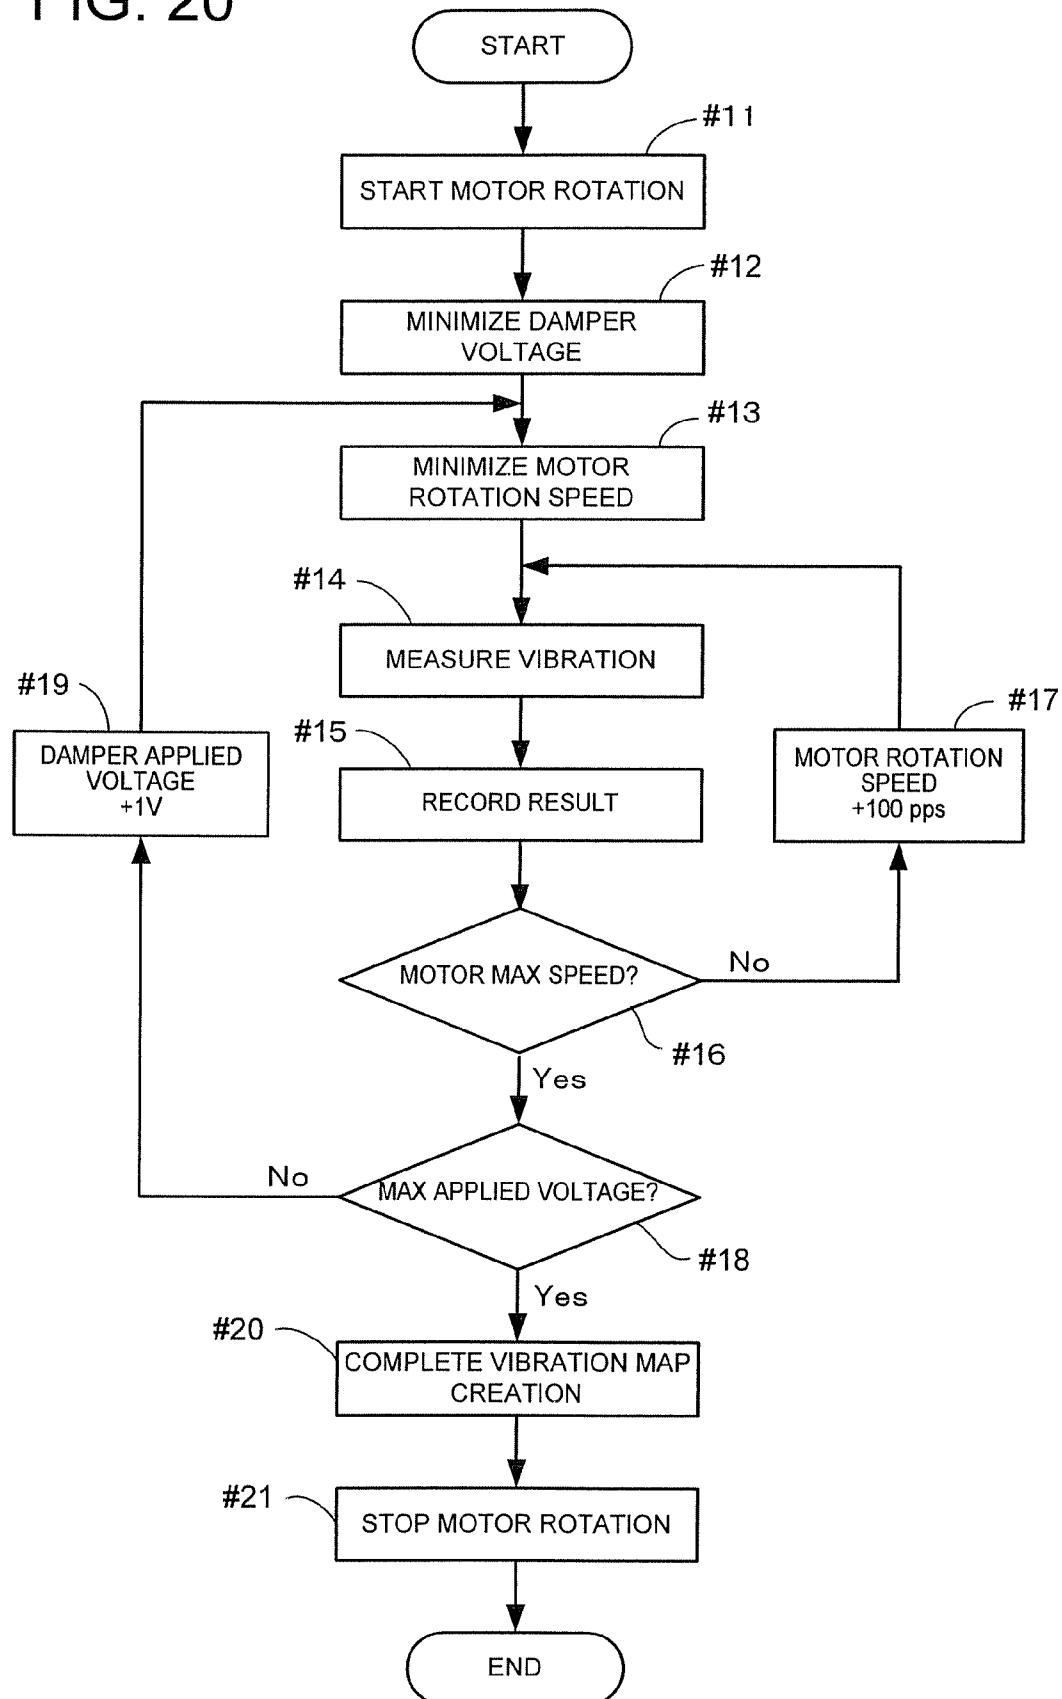 FIG. 20
START
#11
START MOTOR ROTATION
#12
MINIMIZE DAMPER
VOLTAGE
#13
MINIMIZE MOTOR
ROTATION SPEED
#14
MEASURE VIBRATION
#19
DAMPER APPLIED
VOLTAGE
+1V
#15
RECORD RESULT
#17
MOTOR ROTATION
SPEED
+100 pps
MOTOR MAX SPEED?
No
#16
Yes
MAX APPLIED VOLTAGE?
No
#18
Yes
#20
COMPLETE VIBRATION MAP
CREATION
#21
STOP MOTOR ROTATION
END